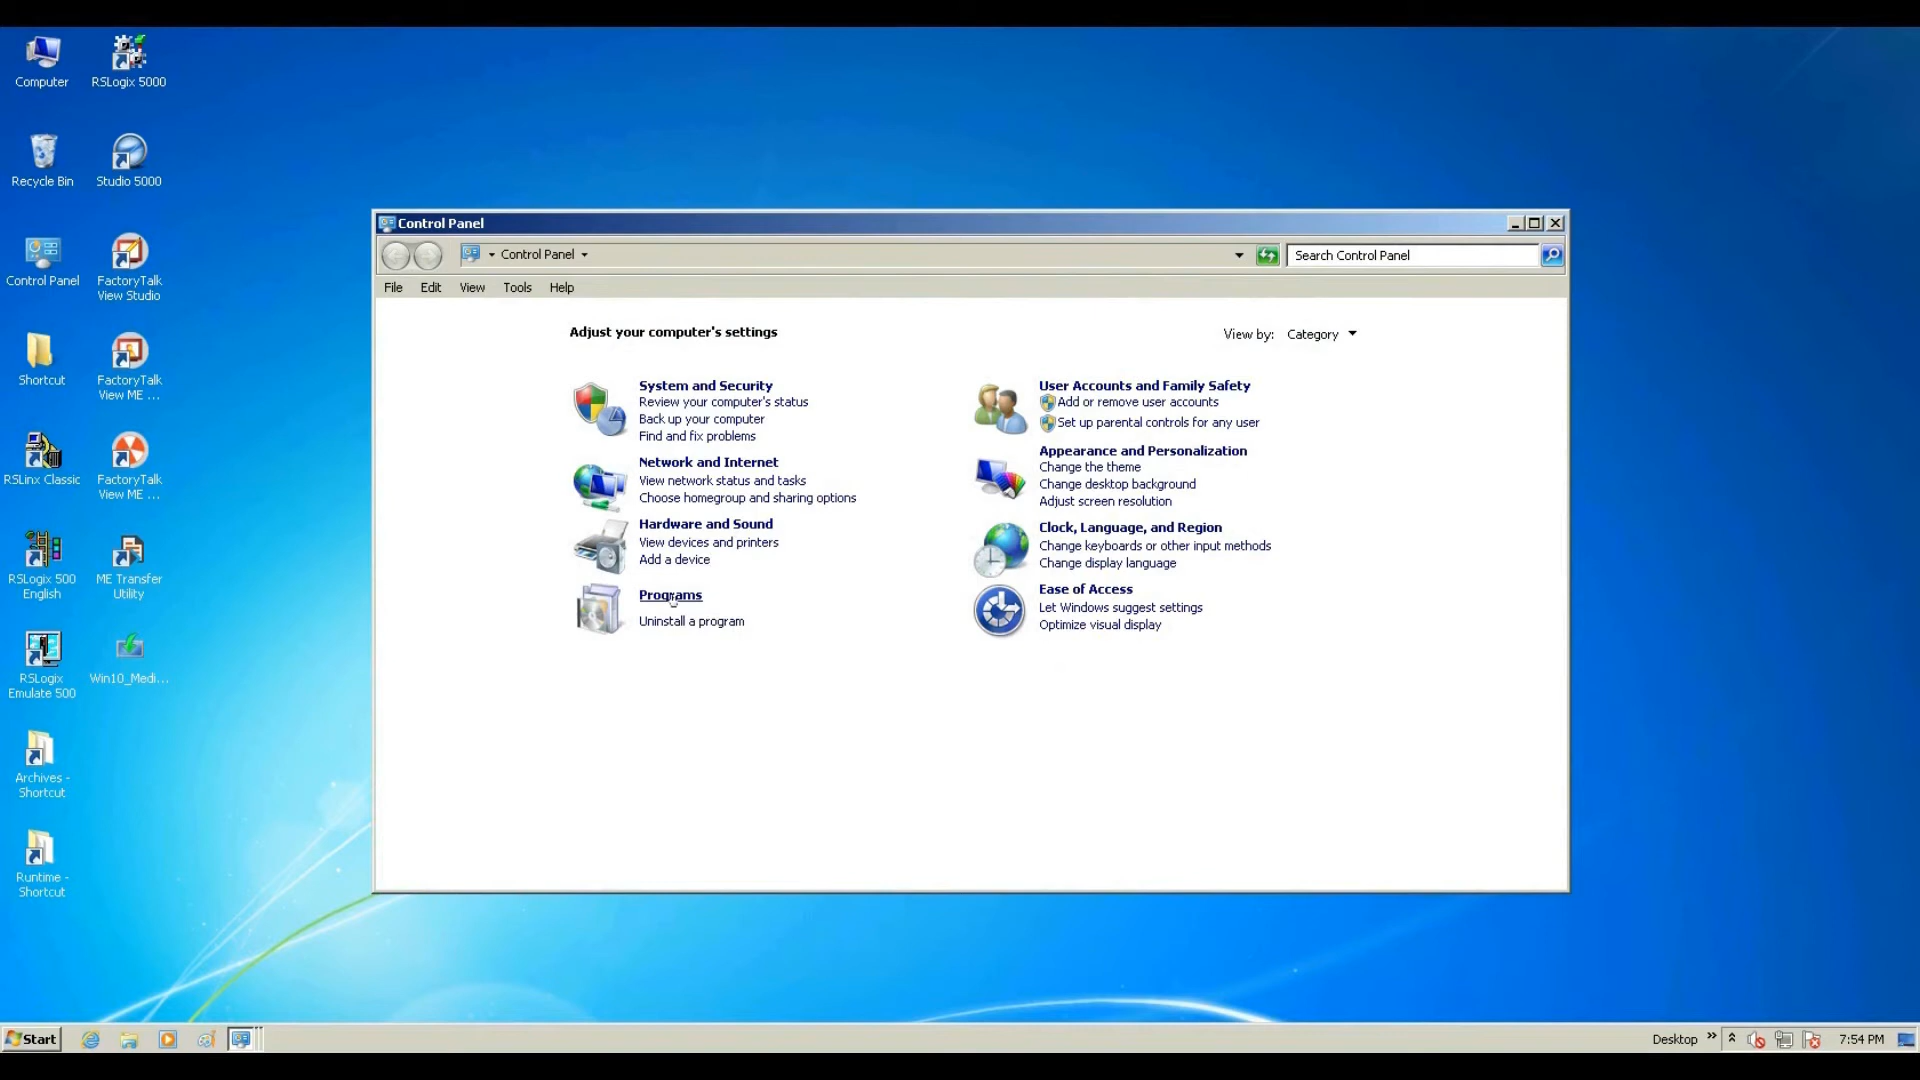 Computer
RSLogix 5000
Recycle Bin
Studio 5000
Control Panel
FactoryTalk
View Studio
Shortcut
FactoryTalk
View ME ...
RSLinx Classic
FactoryTalk
View ME ...
RSLogix 500
English
ME Transfer
Utility
RSLogix
Emulate 500
Win10_Medi...
Archives -
Shortcut
Runtime -
Shortcut
Control Panel
Control Panel
Search Control Panel
File Edit View Tools Help
Adjust your computer's settings
View by: Category
System and Security
Review your computer's status
Back up your computer
Find and fix problems
Network and Internet
View network status and tasks
Choose homegroup and sharing options
Hardware and Sound
View devices and printers
Add a device
Programs
Uninstall a program
User Accounts and Family Safety
Add or remove user accounts
Set up parental controls for any user
Appearance and Personalization
Change the theme
Change desktop background
Adjust screen resolution
Clock, Language, and Region
Change keyboards or other input methods
Change display language
Ease of Access
Let Windows suggest settings
Optimize visual display
Start
Desktop
7:54 PM